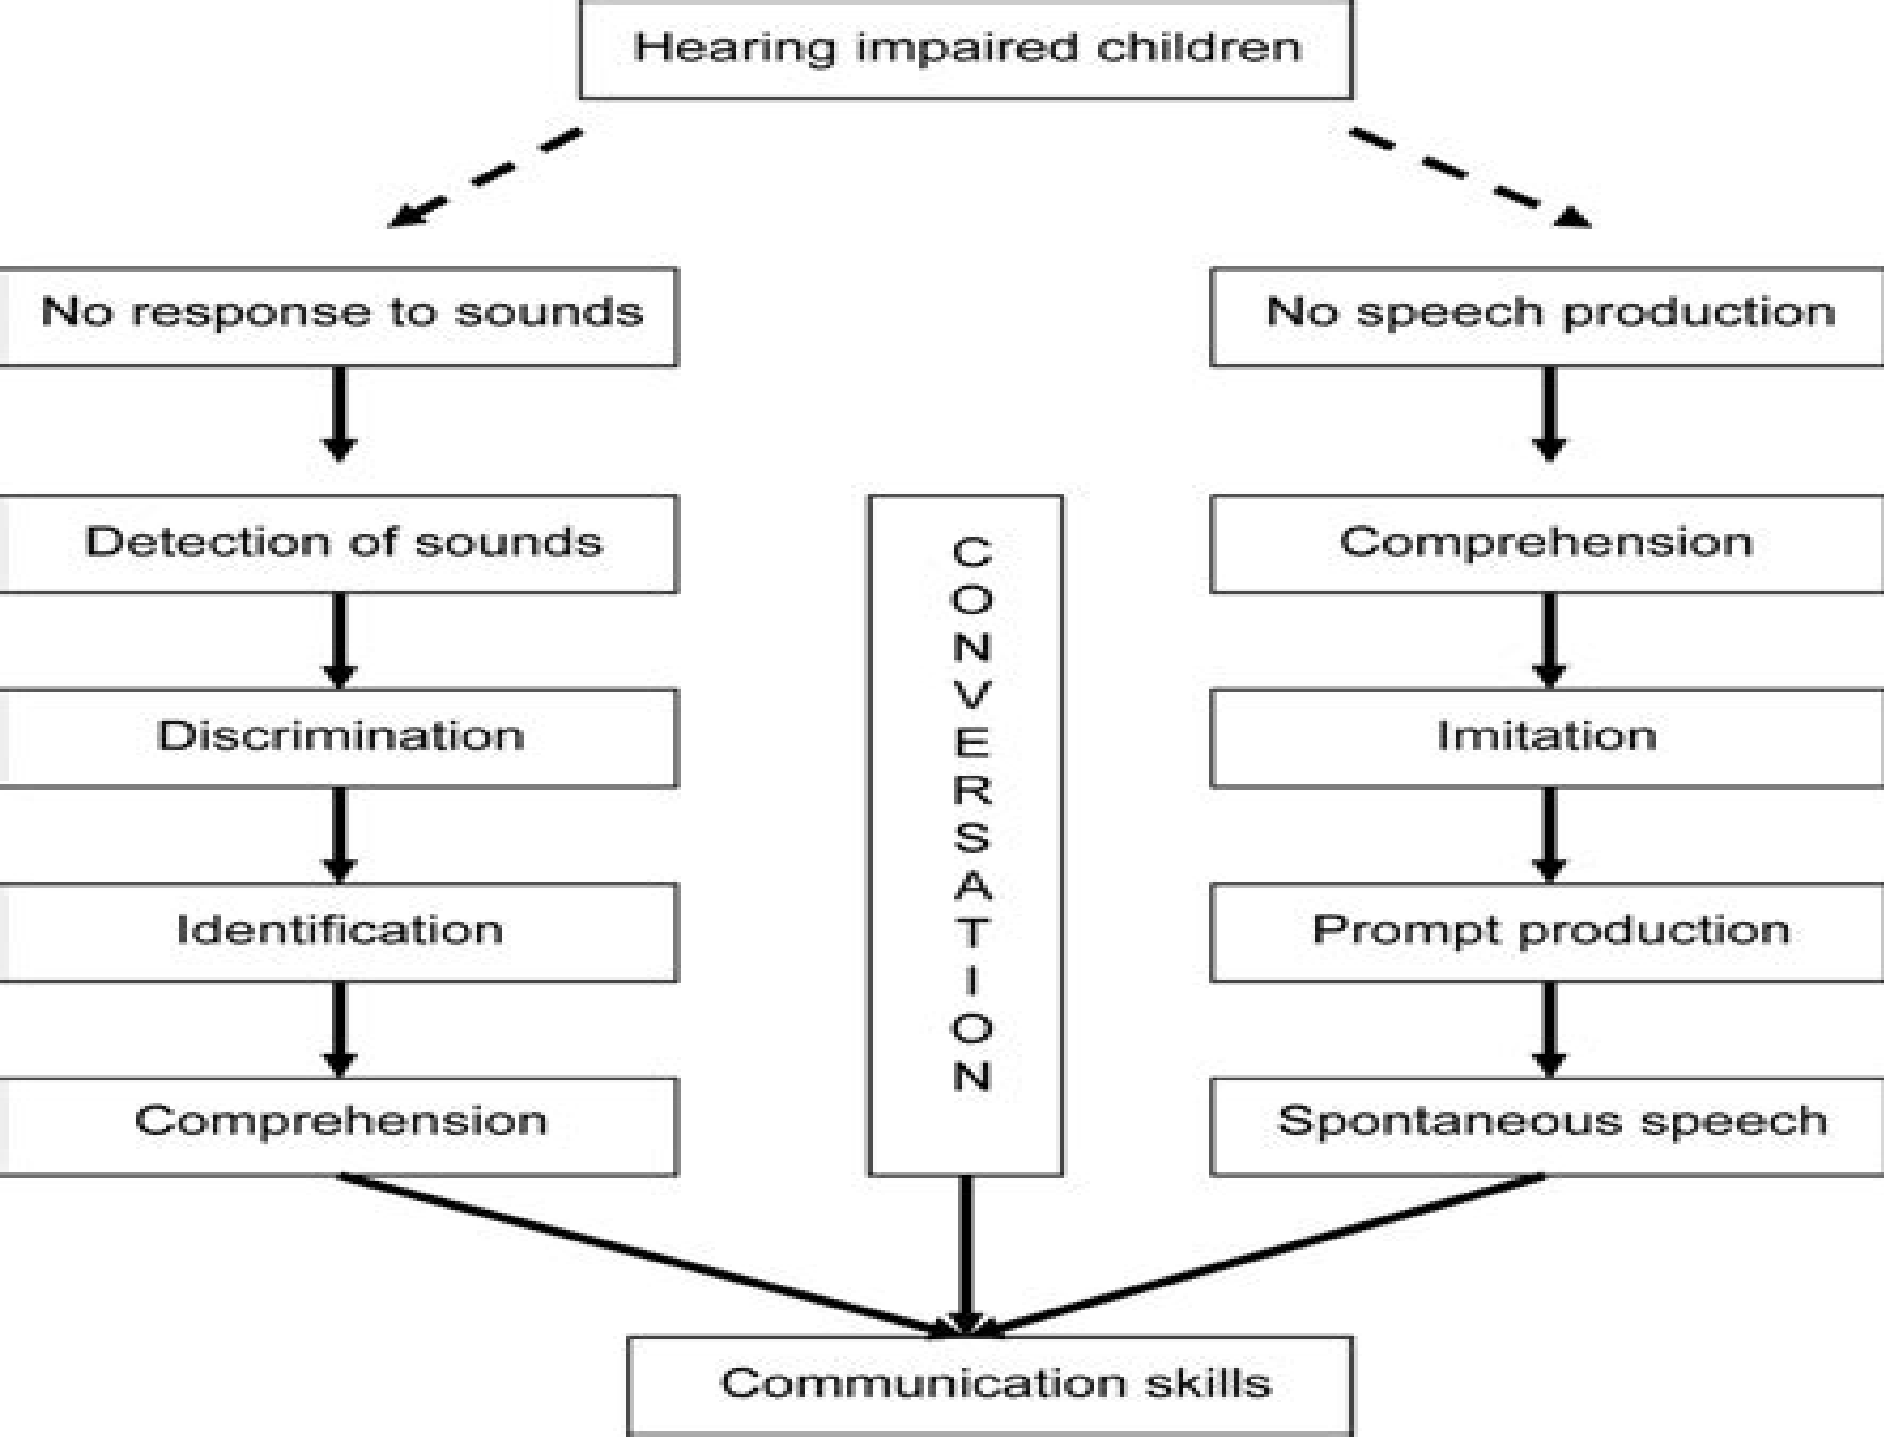 Hearing impaired children
No response to sounds
No speech production
Detection of sounds
Comprehension
Discrimination
Imitation
Identification
Prompt production
Comprehension
Spontaneous speech
C
O
N
V
E
R
S
A
T
I
O
N
Communication skills